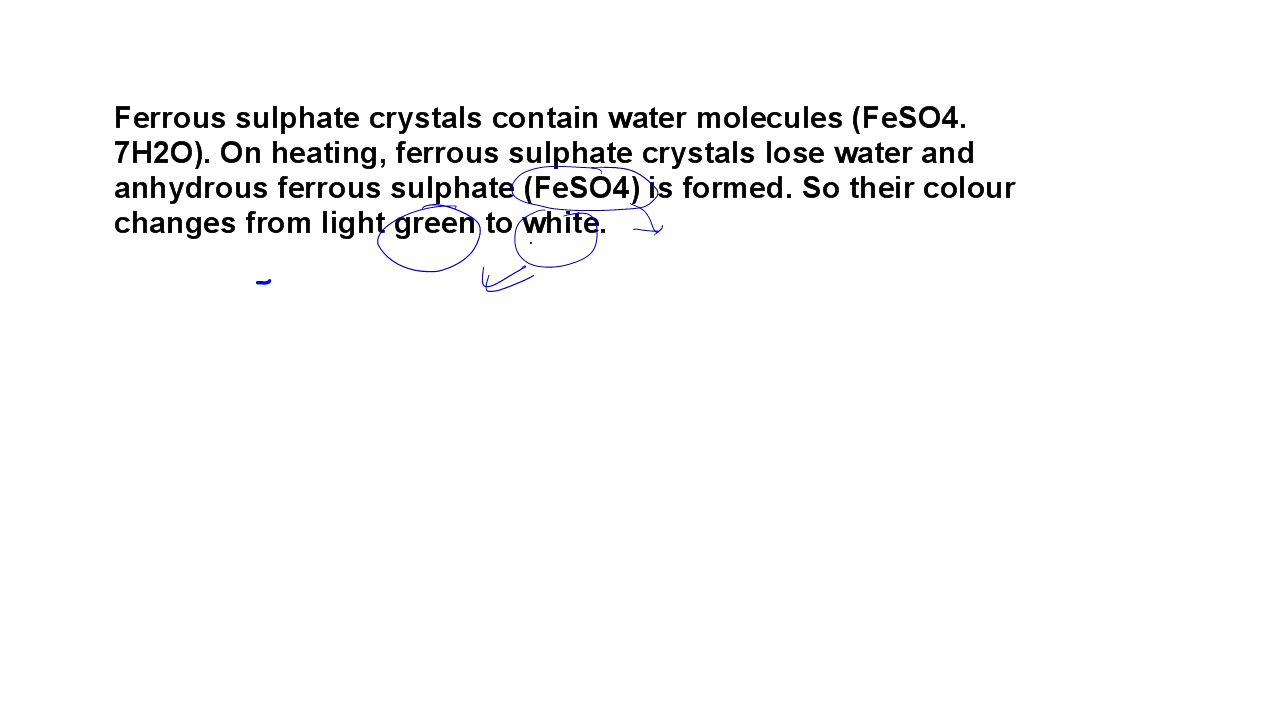 Ferrous sulphate crystals contain water molecules (FeSO4.
7H2O). On heating, ferrous sulphate crystals lose water and
anhydrous ferrous sulphate (FeSO4) is formed. So their colour
changes from light green to white.